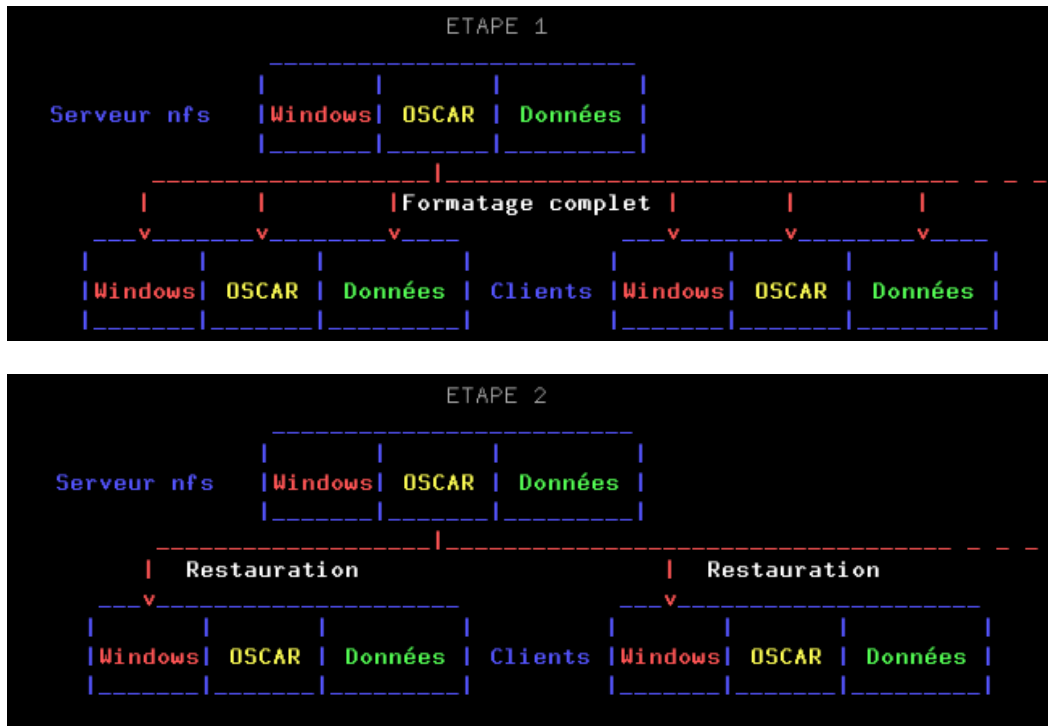 ETAPE 1
Serveur nfs |Windows| OSCAR | Données |
Formatage complet
|Windows| OSCAR | Données | Clients |Windows| OSCAR | Données |
ETAPE 2
Serveur nfs |Windows| OSCAR | Données |
Restauration Restauration
|Windows| OSCAR | Données | Clients |Windows| OSCAR | Données |